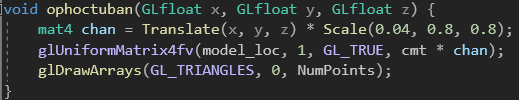 void ophoctuban(GLfloat x, GLfloat y, GLfloat z) {
    mat4 chan = Translate(x, y, z) * Scale(0.04, 0.8, 0.8);
    glUniformMatrix4fv(model_loc, 1, GL_TRUE, cmt * chan);
    glDrawArrays(GL_TRIANGLES, 0, NumPoints);
}